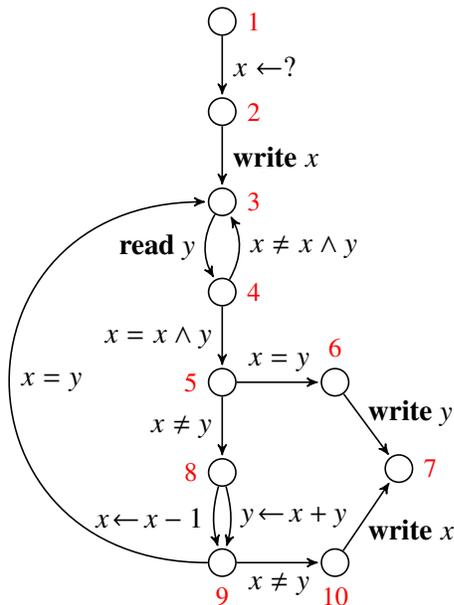 1
x ←?
2
write x
3
read y x ≠ x ∧ y
4
x = x ∧ y
5 x = y 6
x = y
x ≠ y
write y
8 7
x←x − 1 y←x + y
write x
9 x ≠ y 10